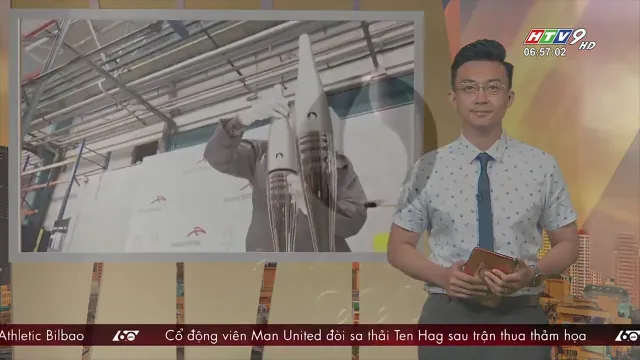 HTV9 HD
06:57:02
Athletic Bilbao 60 Cổ động viên Man United đòi sa thải Ten Hag sau trận thua thảm họa